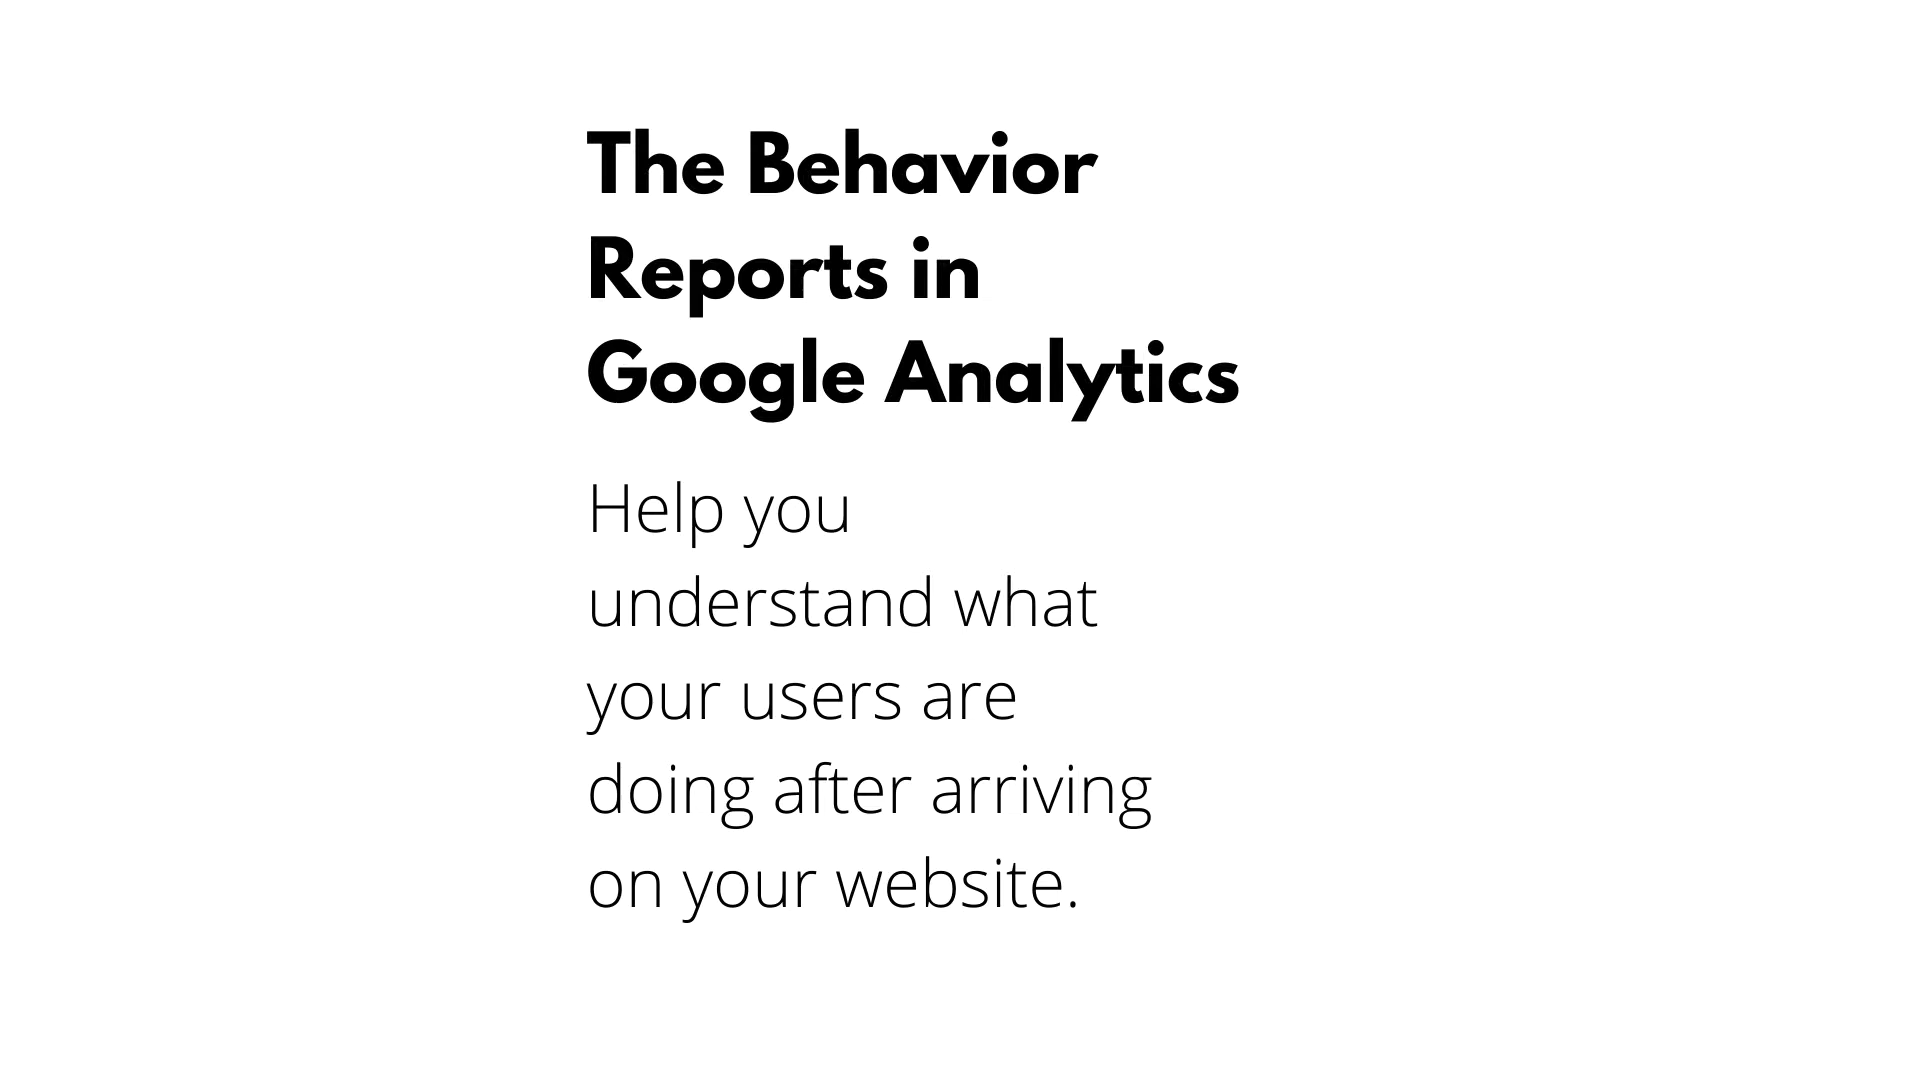 The Behavior
Reports in
Google Analytics
Help you
understand what
your users are
doing after arriving
on your website.